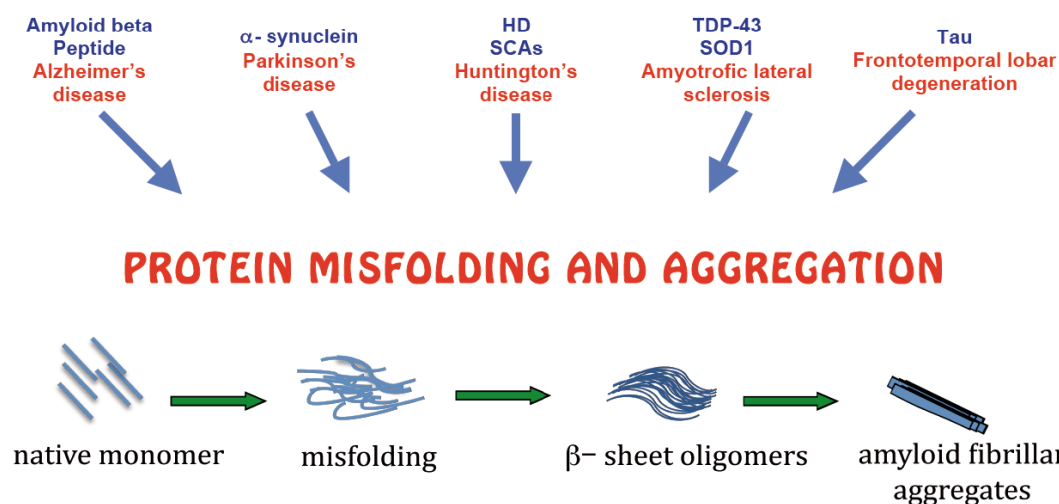 Amyloid beta
Peptide
Alzheimer's
disease
α- synuclein
Parkinson's
disease
HD
SCAs
Huntington's
disease
TDP-43
SOD1
Amyotrofic lateral
sclerosis
Tau
Frontotemporal lobar
degeneration
PROTEIN MISFOLDING AND AGGREGATION
native monomer
misfolding
β− sheet oligomers
amyloid fibrillar
aggregates